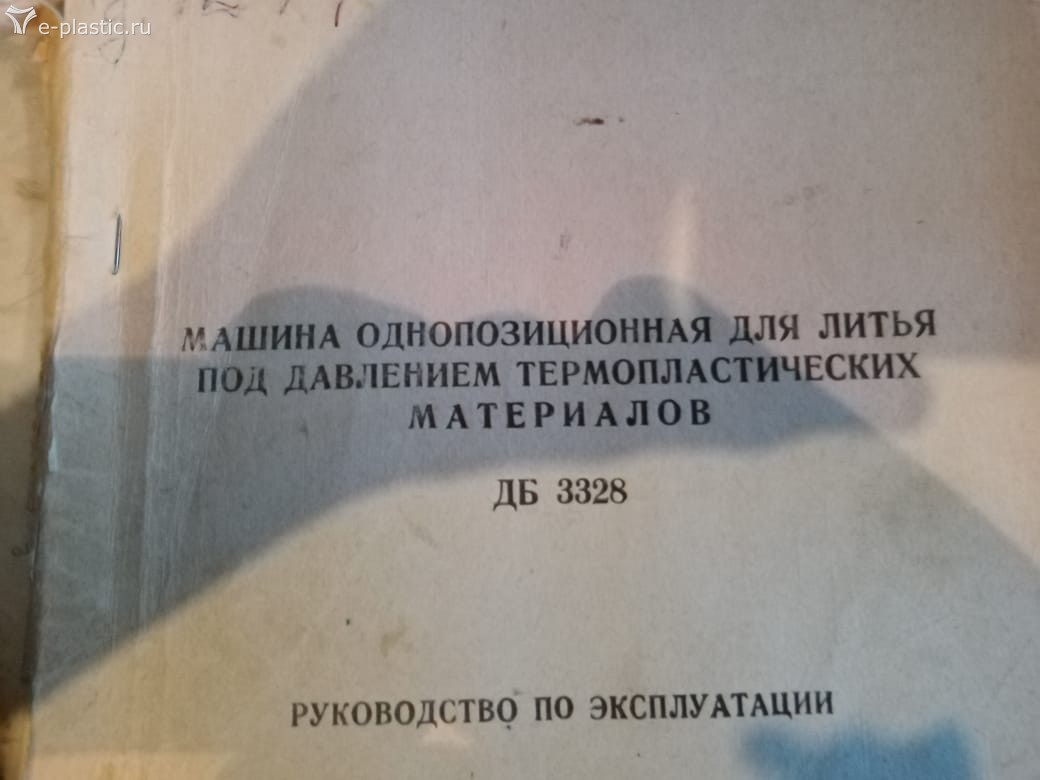 e-plastic.ru
МАШИНА ОДНОПОЗИЦИОННАЯ ДЛЯ ЛИТЬЯ
ПОД ДАВЛЕНИЕМ ТЕРМОПЛАСТИЧЕСКИХ
МАТЕРИАЛОВ
ДБ 3328
РУКОВОДСТВО ПО ЭКСПЛУАТАЦИИ